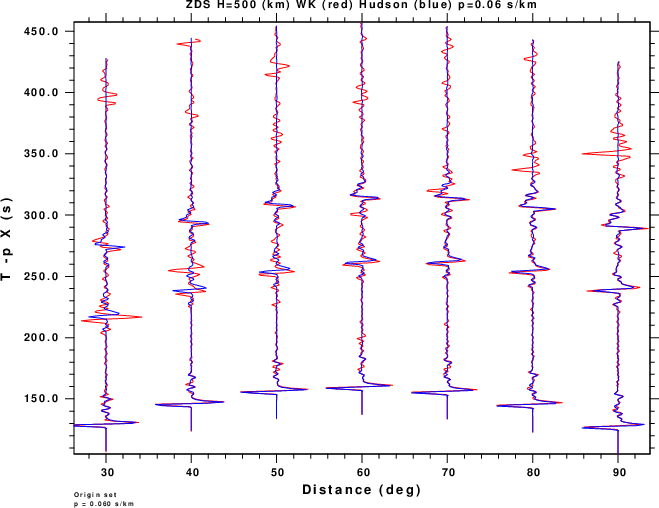 ZDS H=500 (km) WK (red) Hudson (blue) p=0.06 s/km
450.0
400.0
350.0
300.0
250.0
200.0
150.0
T -p X (s)
30 40 50 60 70 80 90
Distance (deg)
Origin set
p = 0.060 s/km